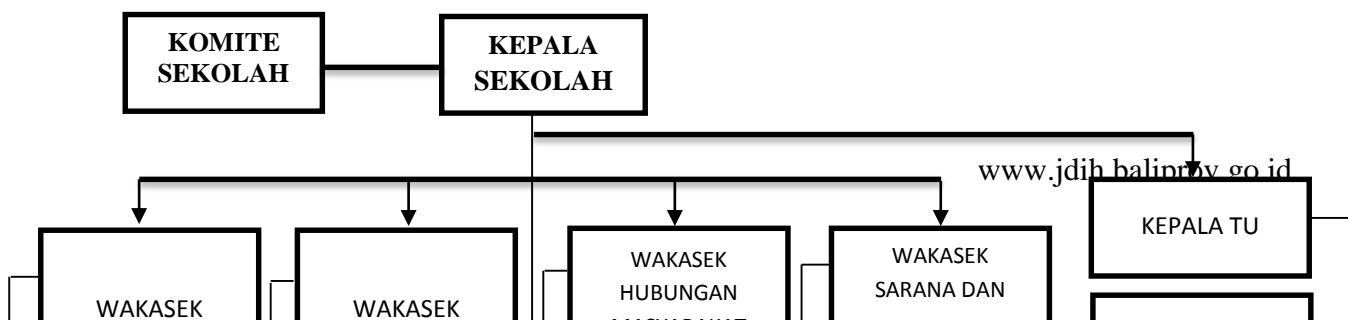 KOMITE
SEKOLAH
KEPALA
SEKOLAH
www.jdih.baliprov.go.id
KEPALA TU
WAKASEK
WAKASEK
WAKASEK
HUBUNGAN
WAKASEK
SARANA DAN